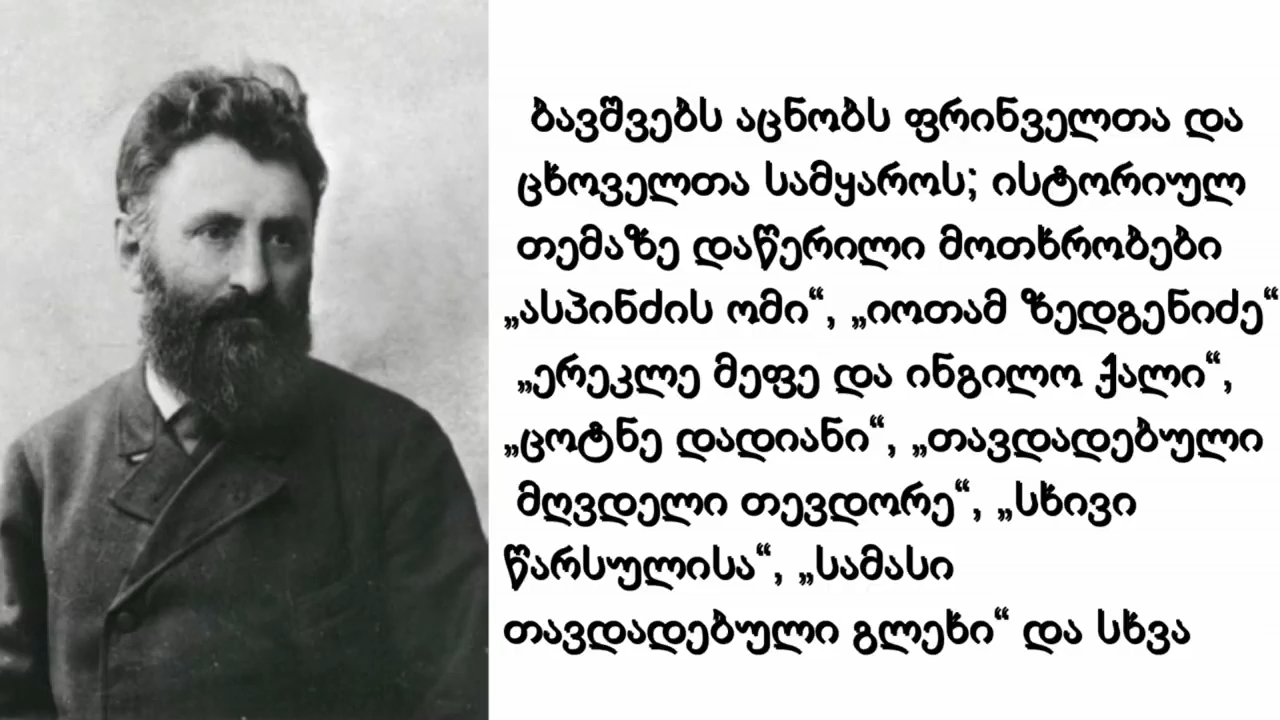 ბავშვებს აცნობს ფრინველთა და
ცხოველთა სამყაროს; ისტორიულ
თემაზე დაწერილი მოთხრობები
„ასპინძის ომი“, „იოთამ ზედგენიძე“
„ერეკლე მეფე და ინგილო ქალი“,
„ცოტნე დადიანი“, „თავდადებული
მღვდელი თევდორე“, „სხივი
წარსულისა“, „სამასი
თავდადებული გლეხი“ და სხვა